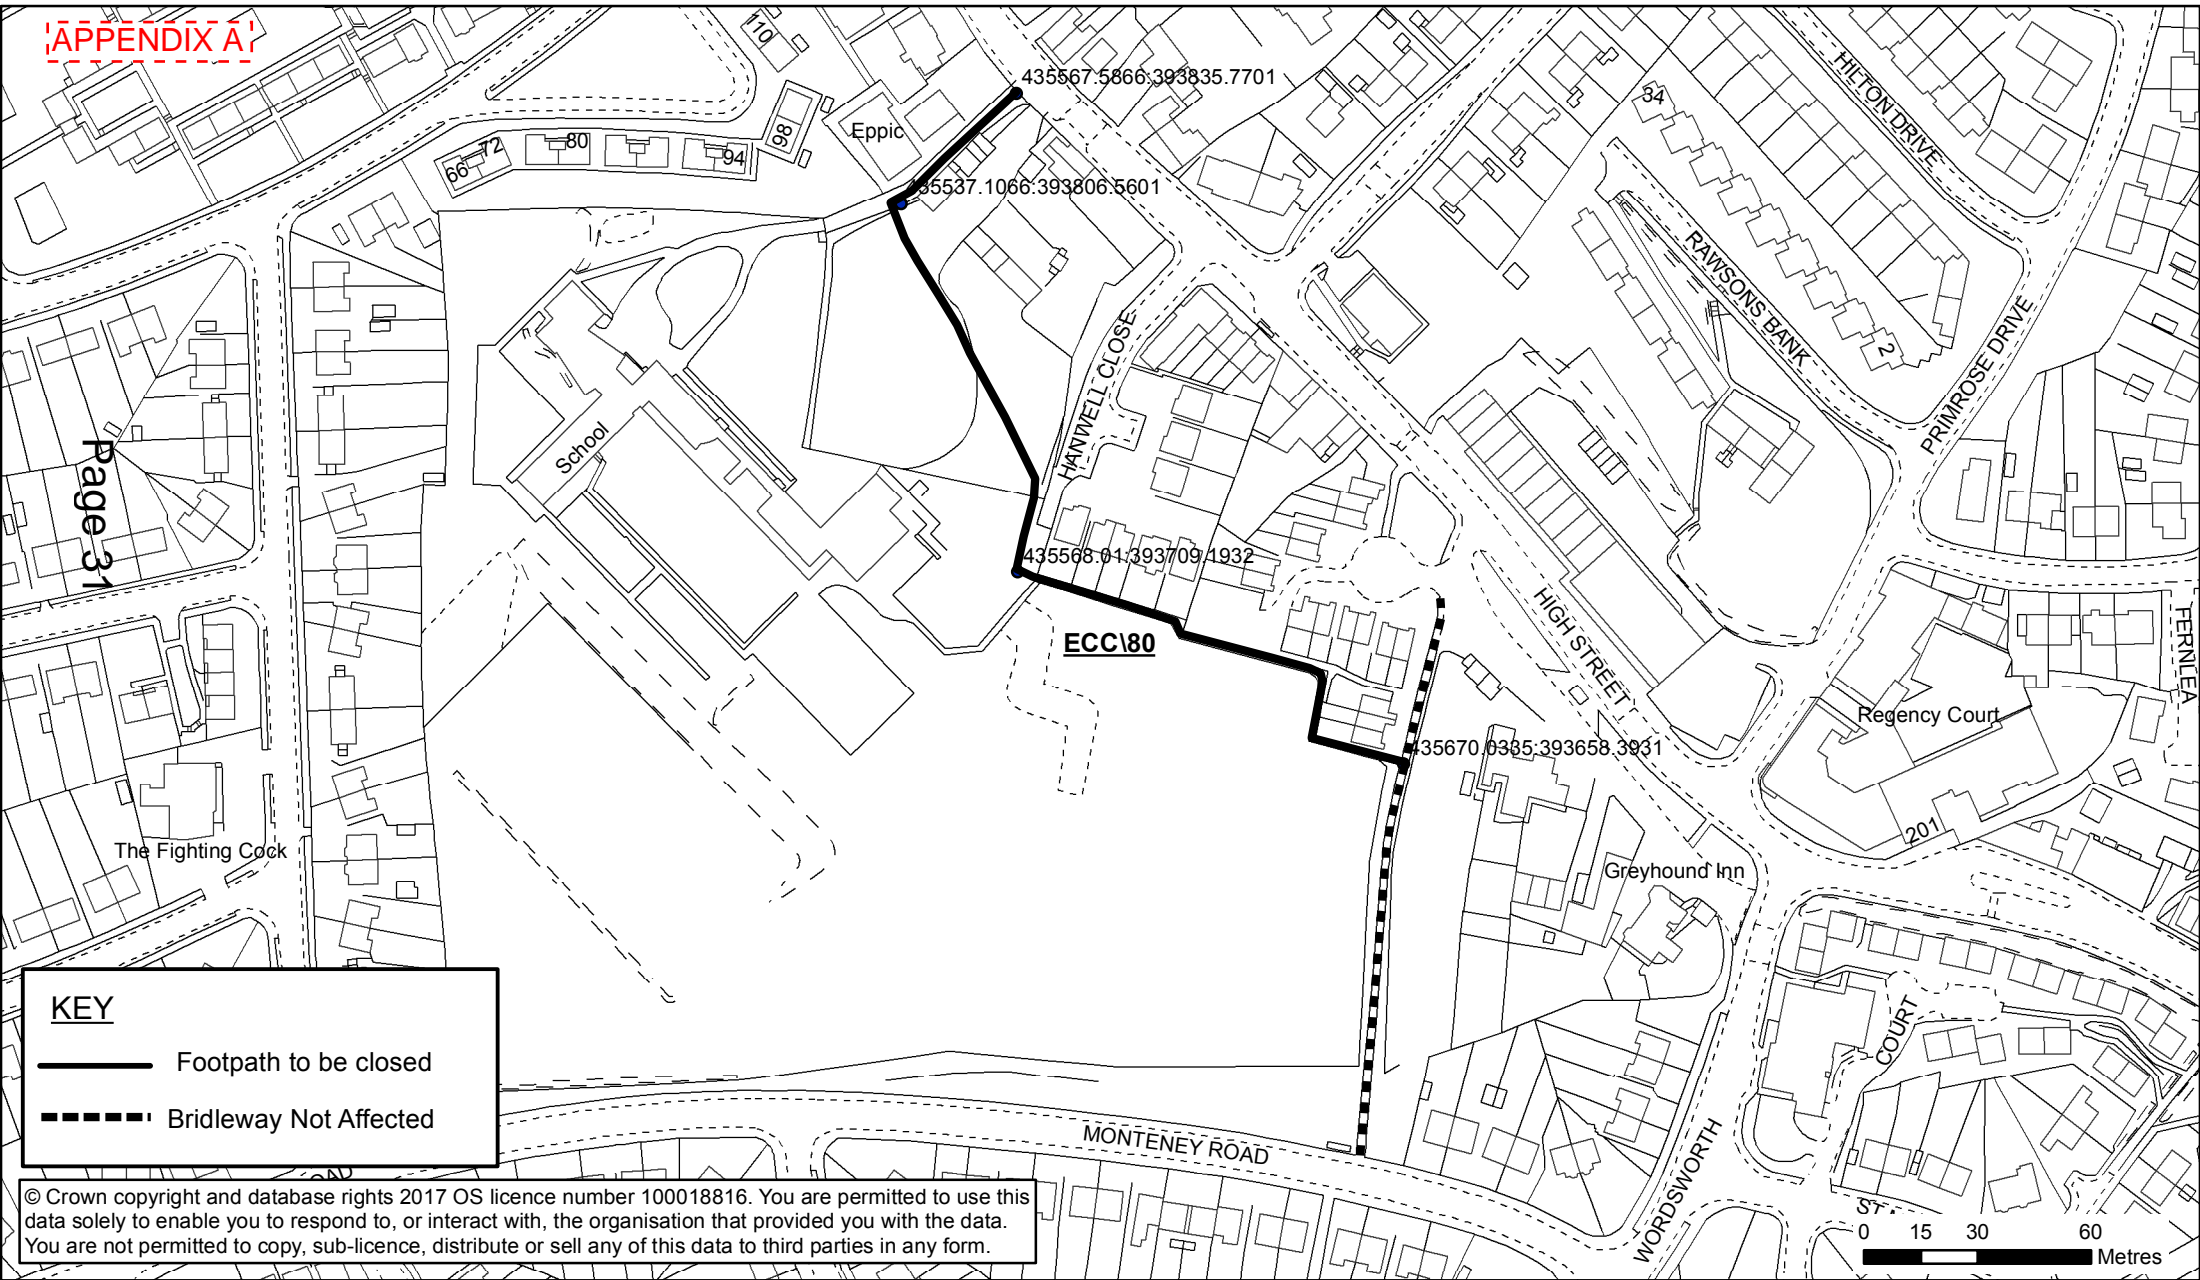 APPENDIX A
110
435567.5866:393835.7701
HILTON DRIVE
34
Eppic
98
80
72
66
94
435537.1066:393806.5601
RAWSONS BANK
2
PRIMROSE DRIVE
HANWELL CLOSE
School
Page 31
435568.01:393709.1932
ECC\80
HIGH STREET
FERNLEA
Regency Court
435670.0335:393658.3931
201
The Fighting Cock
Greyhound Inn
KEY
Footpath to be closed
Bridleway Not Affected
COURT
MONTENEY ROAD
WORDSWORTH
ROAD
© Crown copyright and database rights 2017 OS licence number 100018816. You are permitted to use this
data solely to enable you to respond to, or interact with, the organisation that provided you with the data.
You are not permitted to copy, sub-licence, distribute or sell any of this data to third parties in any form.
0 15 30 60
Metres